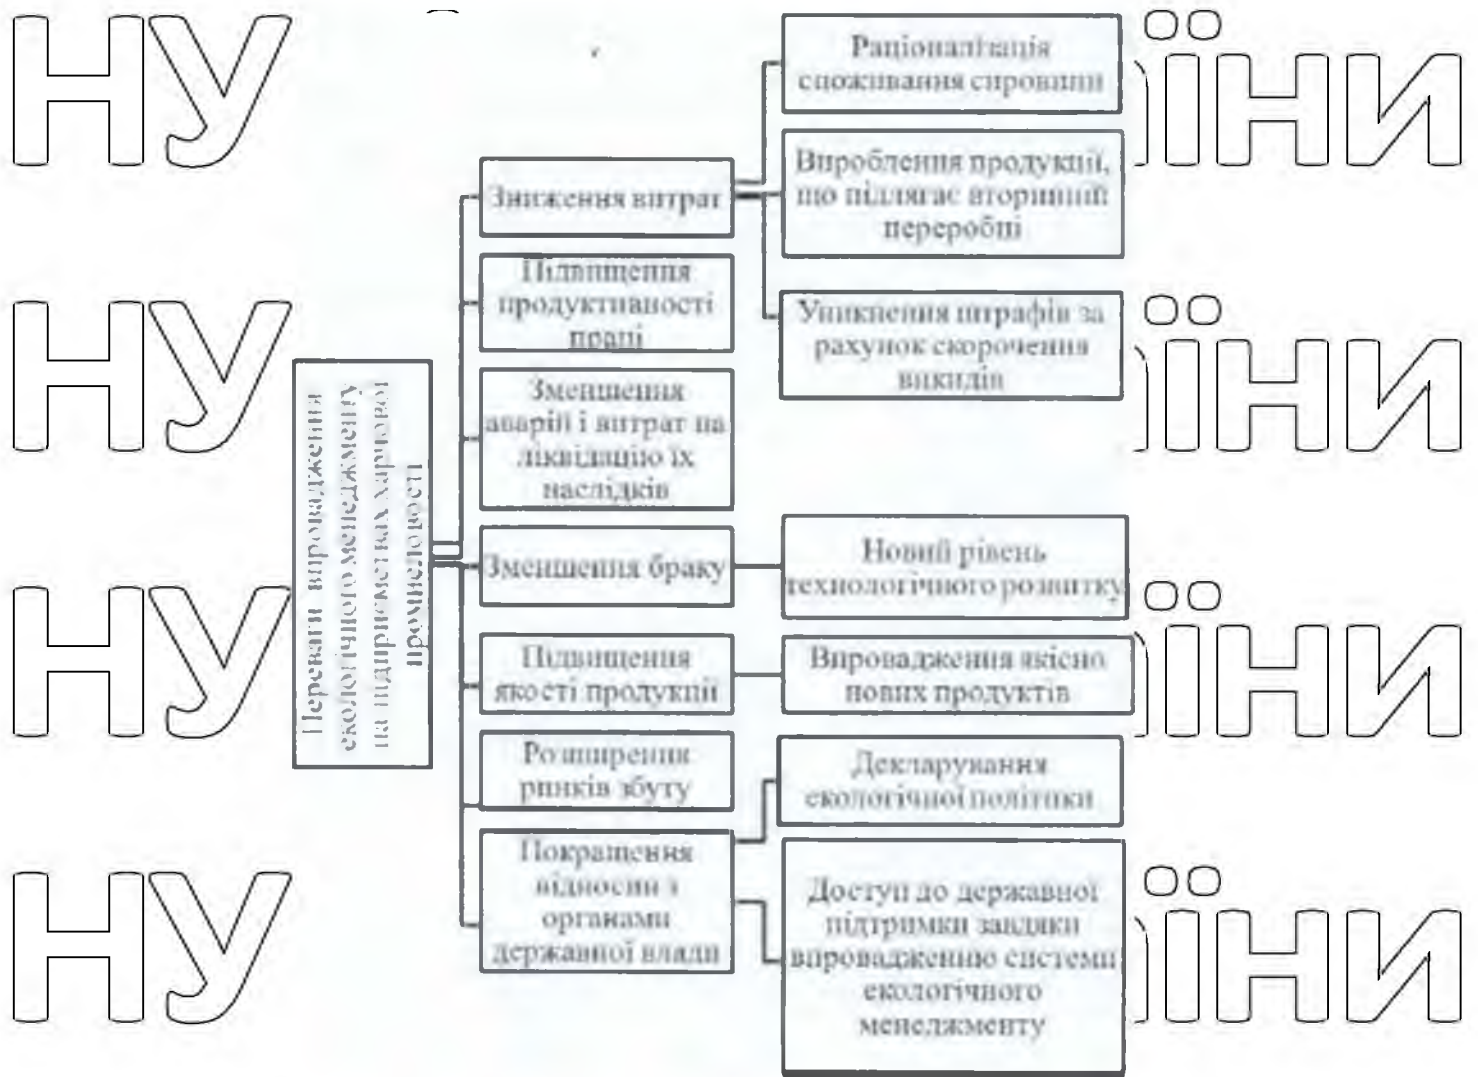 НУ
їни
Раціоналізація
споживання сировини
Вироблення продукції,
що підлягає вторинній
переробці
Зниження витрат
Підвищення
продуктивності
праці
НУ
їни
Уникнення штрафів за
рахунок скорочення
викидів
Зменшення
аварій і витрат на
ліквідацію їх
наслідків
Переваги впровадження
екологічного менеджменту
на підприємствах харчової
промисловості
Зменшення браку
Новий рівень
технологічного розвитку
НУ
їни
Підвищення
якості продукції
Впровадження якісно
нових продуктів
Розширення
ринків збуту
Декларування
екологічної політики
НУ
їни
Покращення
відносин з
органами
державної влади
Доступ до державної
підтримки завдяки
впровадженню системи
екологічного
менеджменту